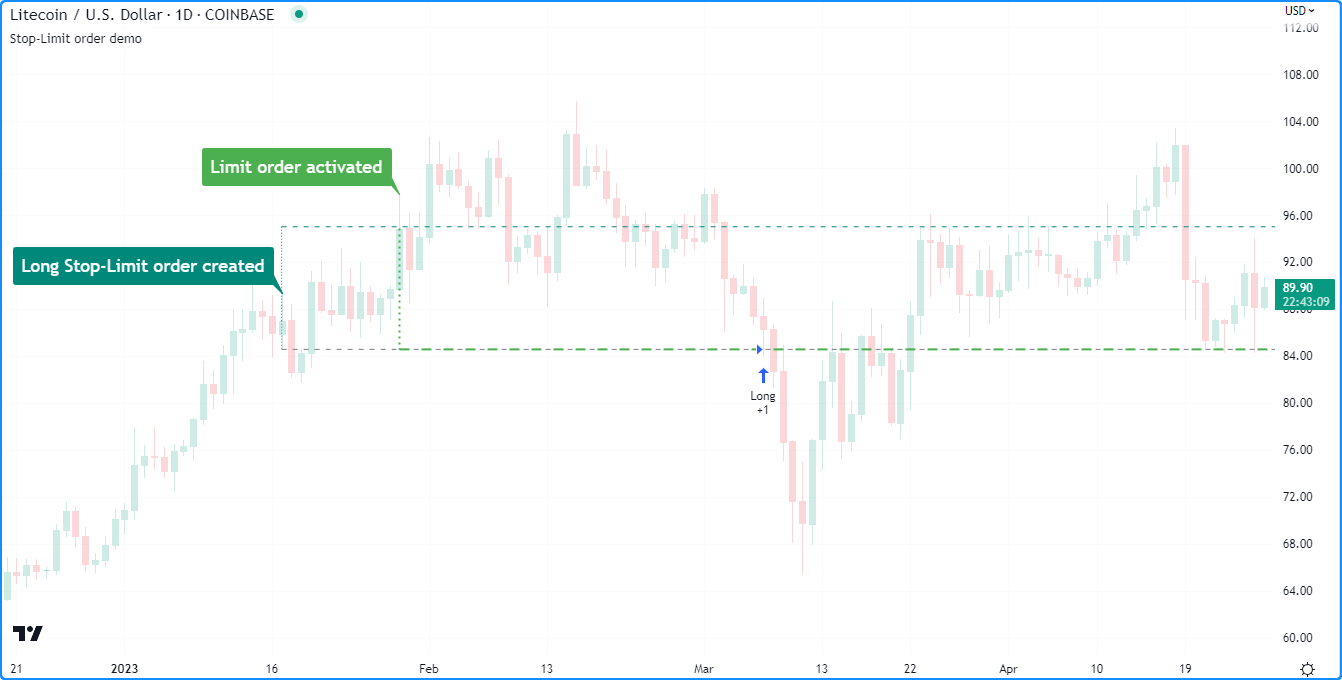 Litecoin / U.S. Dollar · 1D · COINBASE
Stop-Limit order demo
USD
112.00
108.00
104.00
100.00
96.00
92.00
89.90
22:43:09
88.00
84.00
80.00
76.00
72.00
68.00
64.00
60.00
Limit order activated
Long Stop-Limit order created
Long
+1
21
2023
16
Feb
13
Mar
13
22
Apr
10
19